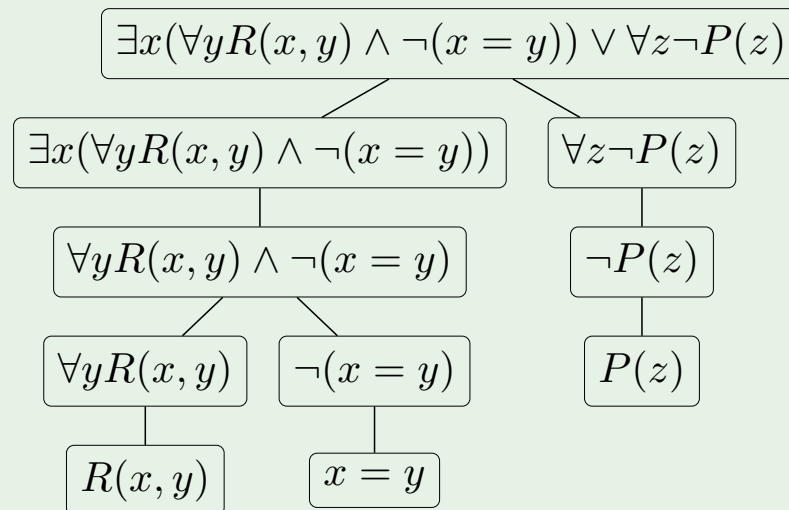 ∃x(∀yR(x, y) ∧ ¬(x = y)) ∨ ∀z¬P(z)
∃x(∀yR(x, y) ∧ ¬(x = y))
∀z¬P(z)
∀yR(x, y) ∧ ¬(x = y)
¬P(z)
∀yR(x, y)
¬(x = y)
P(z)
R(x, y)
x = y